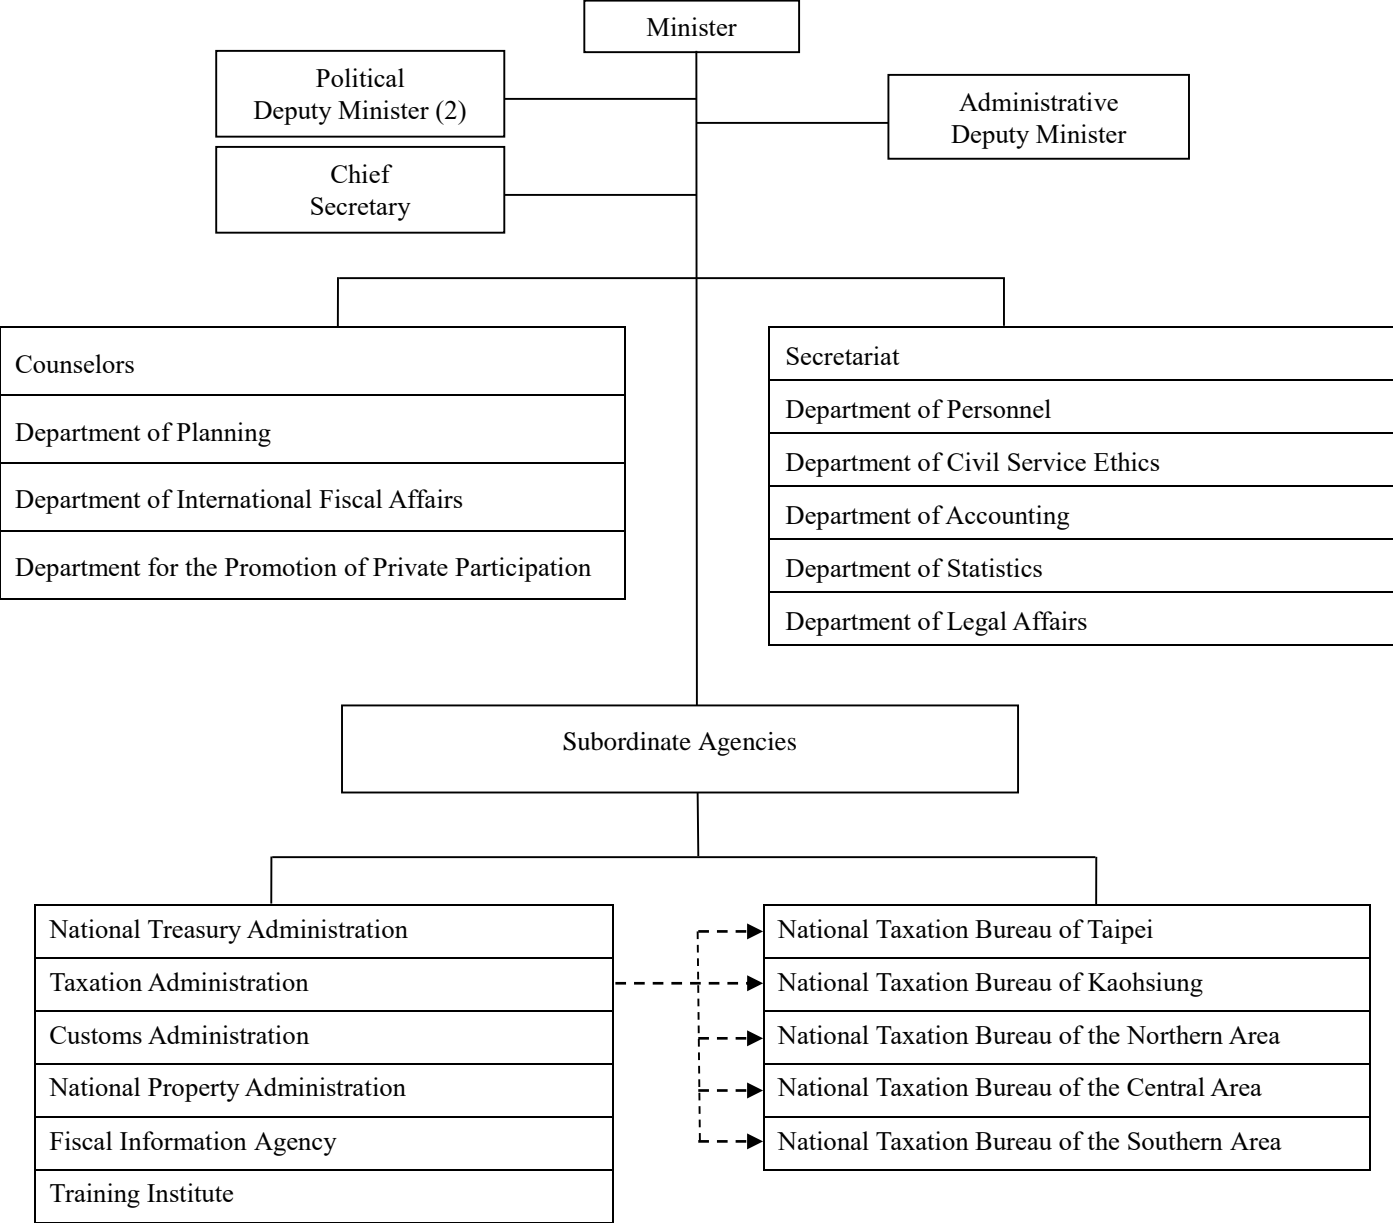 Minister
Political
Deputy Minister (2)
Administrative
Deputy Minister
Chief
Secretary
Counselors
Department of Planning
Department of International Fiscal Affairs
Department for the Promotion of Private Participation
Secretariat
Department of Personnel
Department of Civil Service Ethics
Department of Accounting
Department of Statistics
Department of Legal Affairs
Subordinate Agencies
National Treasury Administration
Taxation Administration
Customs Administration
National Property Administration
Fiscal Information Agency
Training Institute
National Taxation Bureau of Taipei
National Taxation Bureau of Kaohsiung
National Taxation Bureau of the Northern Area
National Taxation Bureau of the Central Area
National Taxation Bureau of the Southern Area